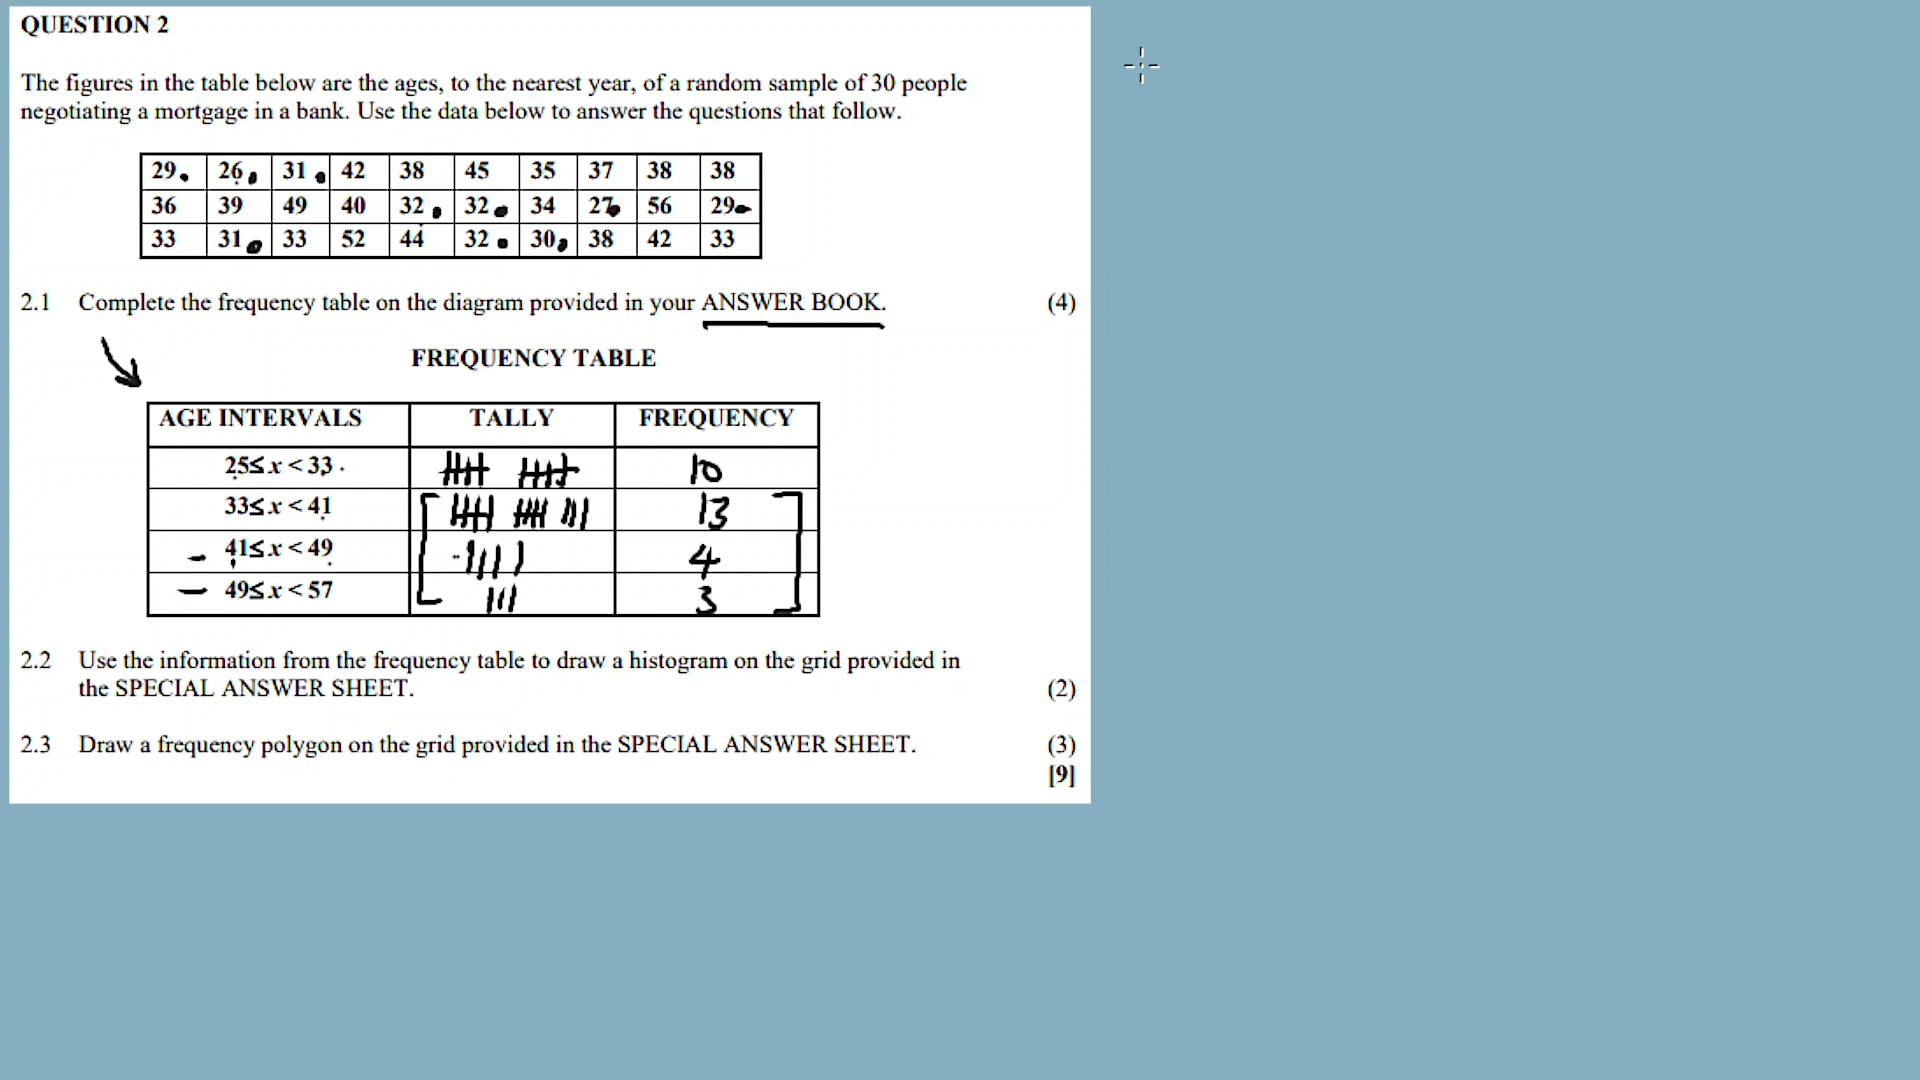 QUESTION 2
The figures in the table below are the ages, to the nearest year, of a random sample of 30 people
negotiating a mortgage in a bank. Use the data below to answer the questions that follow.
29 26 31 42 38 45 35 37 38 38
36 39 49 40 32 32 34 27 56 29
33 31 33 52 44 32 30 38 42 33
2.1 Complete the frequency table on the diagram provided in your ANSWER BOOK. (4)
FREQUENCY TABLE
AGE INTERVALS TALLY FREQUENCY
25≤ x < 33 10
33≤ x < 41 13
41≤ x < 49 4
49≤ x < 57 3
2.2 Use the information from the frequency table to draw a histogram on the grid provided in
the SPECIAL ANSWER SHEET. (2)
2.3 Draw a frequency polygon on the grid provided in the SPECIAL ANSWER SHEET. (3)
[9]